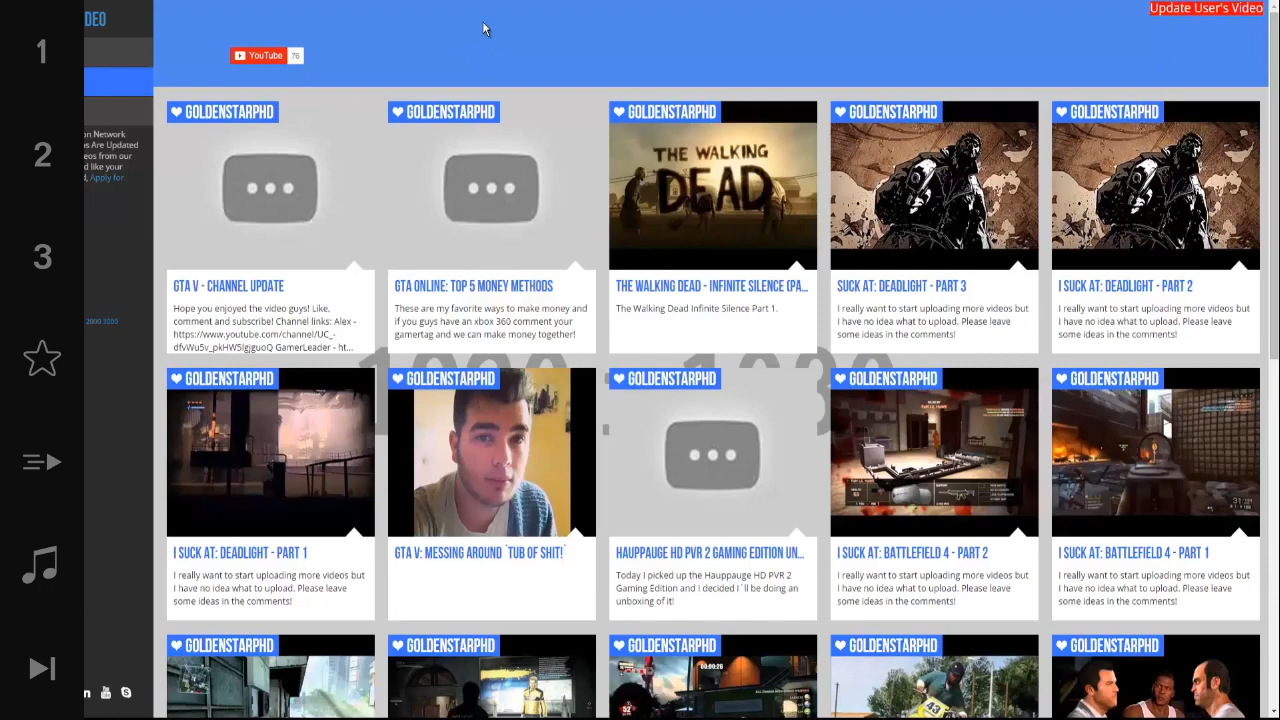 DEO
Update User's Video
YouTube 76
1
2
3
on Network
s Are Updated
eos from our
d like your
, Apply for
2000 3000
GOLDENSTARPHD
GTA V - CHANNEL UPDATE
Hope you enjoyed the video guys! Like,
comment and subscribe! Channel links: Alex -
https://www.youtube.com/channel/UC_-
dfvWu5v_pkHW5lgjguoQ GamerLeader - ht...
GOLDENSTARPHD
GTA ONLINE: TOP 5 MONEY METHODS
These are my favorite ways to make money and
if you guys have an xbox 360 comment your
gamertag and we can make money together!
GOLDENSTARPHD
THE WALKING
DEAD
THE WALKING DEAD - INFINITE SILENCE (PA...
The Walking Dead Infinite Silence Part 1.
GOLDENSTARPHD
SUCK AT: DEADLIGHT - PART 3
I really want to start uploading more videos but
I have no idea what to upload. Please leave
some ideas in the comments!
GOLDENSTARPHD
I SUCK AT: DEADLIGHT - PART 2
I really want to start uploading more videos but
I have no idea what to upload. Please leave
some ideas in the comments!
GOLDENSTARPHD
I SUCK AT: DEADLIGHT - PART 1
I really want to start uploading more videos but
I have no idea what to upload. Please leave
some ideas in the comments!
GOLDENSTARPHD
GTA V: MESSING AROUND `TUB OF SHIT!`
GOLDENSTARPHD
HAUPPAUGE HD PVR 2 GAMING EDITION UN...
Today I picked up the Hauppauge HD PVR 2
Gaming Edition and I decided I`ll be doing an
unboxing of it!
GOLDENSTARPHD
I SUCK AT: BATTLEFIELD 4 - PART 2
I really want to start uploading more videos but
I have no idea what to upload. Please leave
some ideas in the comments!
GOLDENSTARPHD
I SUCK AT: BATTLEFIELD 4 - PART 1
I really want to start uploading more videos but
I have no idea what to upload. Please leave
some ideas in the comments!
GOLDENSTARPHD
GOLDENSTARPHD
GOLDENSTARPHD
00:00:26
52
GOLDENSTARPHD
43
GOLDENSTARPHD